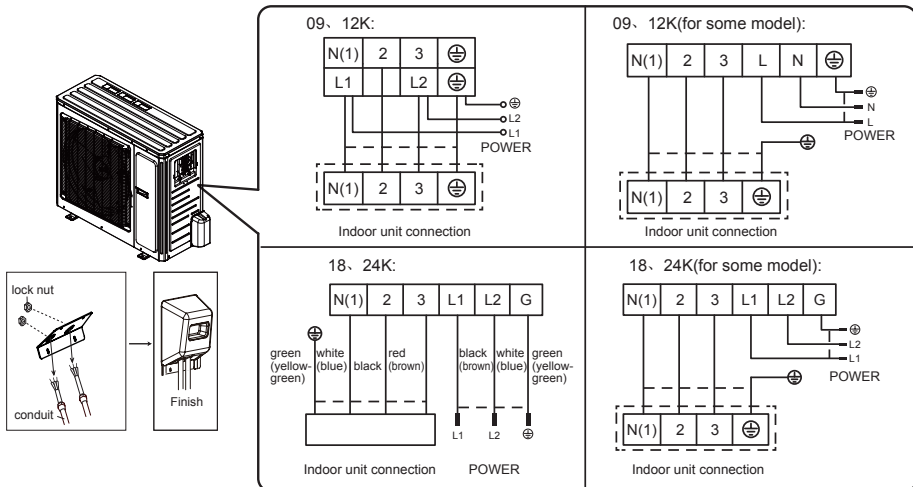 09、12K:
N(1) 2 3
L1 L2
L2
L1
POWER
N(1) 2 3
Indoor unit connection
09、12K(for some model):
N(1) 2 3 L N
N
L
POWER
N(1) 2 3
Indoor unit connection
18、24K:
N(1) 2 3 L1 L2 G
green
(yellow-
green)
white
(blue)
black
red
(brown)
black
(brown)
white
(blue)
green
(yellow-
green)
L1 L2
Indoor unit connection POWER
18、24K(for some model):
N(1) 2 3 L1 L2 G
L2
L1
POWER
N(1) 2 3
Indoor unit connection
lock nut
conduit
Finish